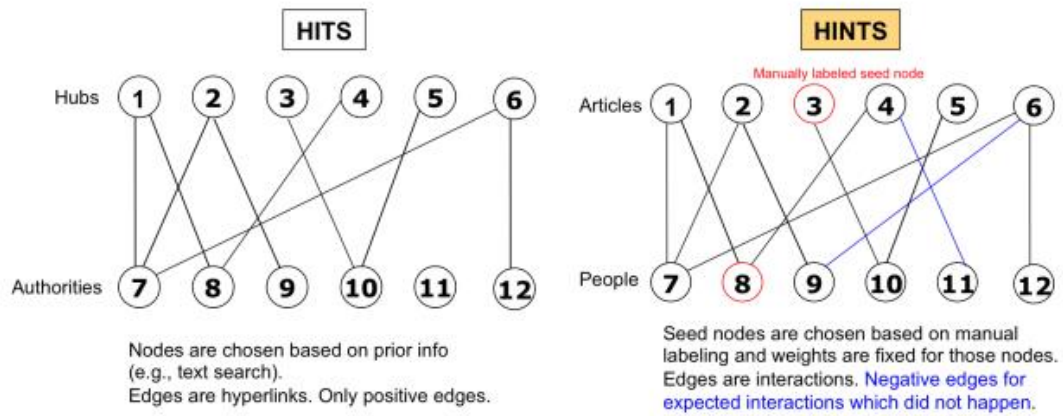 HITS
Hubs 1 2 3 4 5 6
Authorities 7 8 9 10 11 12
Nodes are chosen based on prior info
(e.g., text search).
Edges are hyperlinks. Only positive edges.
HINTS
Manually labeled seed node
Articles 1 2 3 4 5 6
People 7 8 9 10 11 12
Seed nodes are chosen based on manual
labeling and weights are fixed for those nodes.
Edges are interactions. Negative edges for
expected interactions which did not happen.